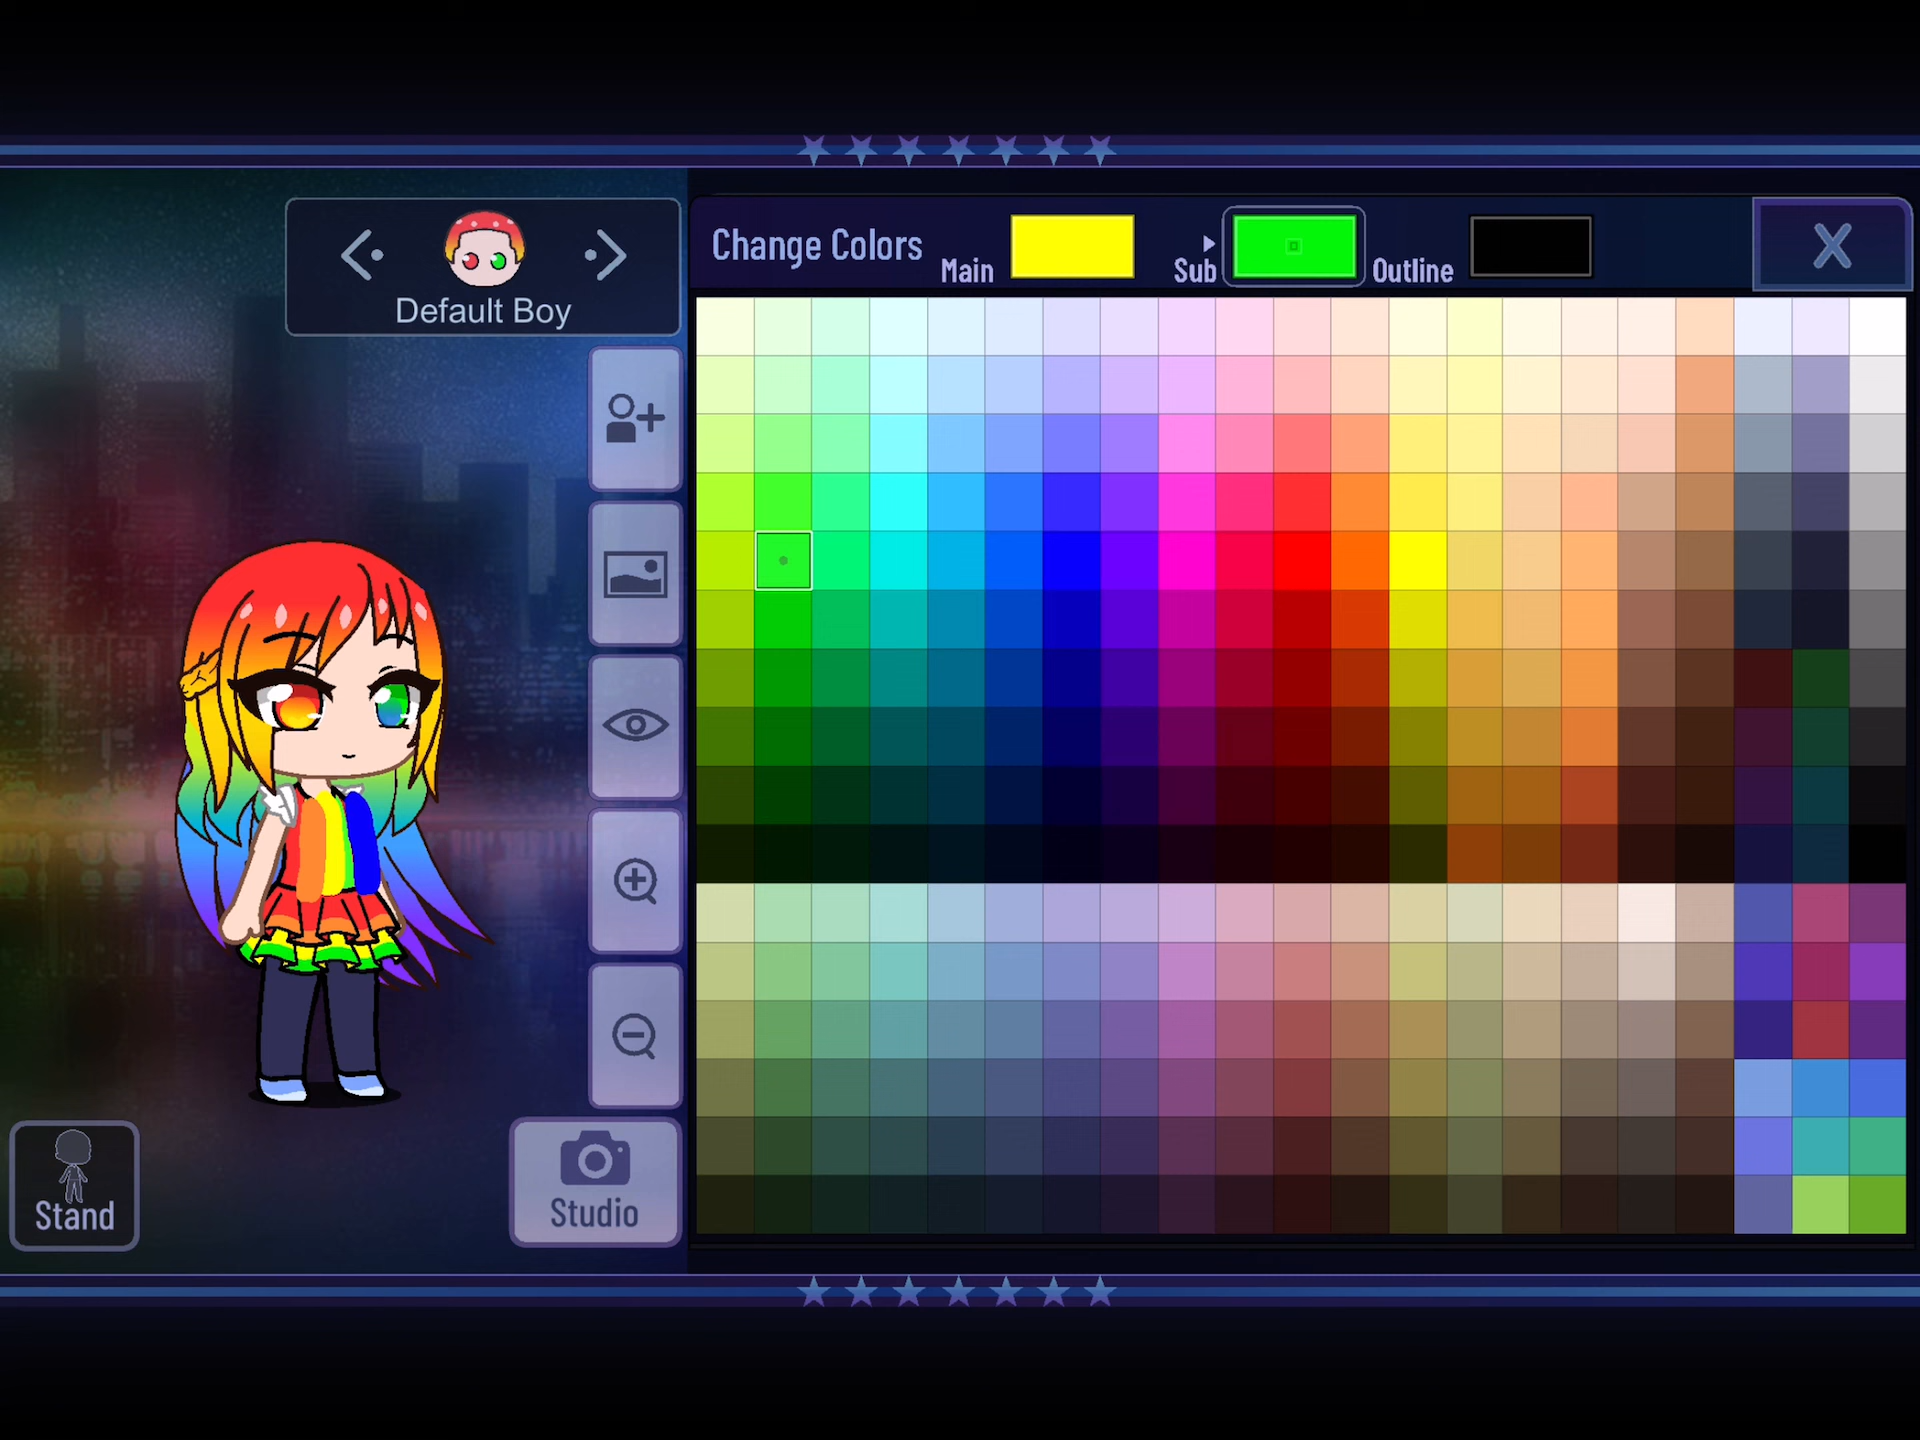 Default Boy
Change Colors
Main
Sub
Outline
X
Stand
Studio